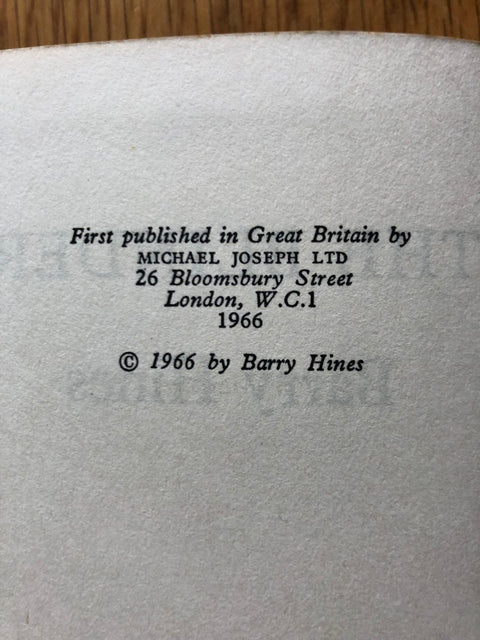 First published in Great Britain by
MICHAEL JOSEPH LTD
26 Bloomsbury Street
London, W.C.1
1966
© 1966 by Barry Hines